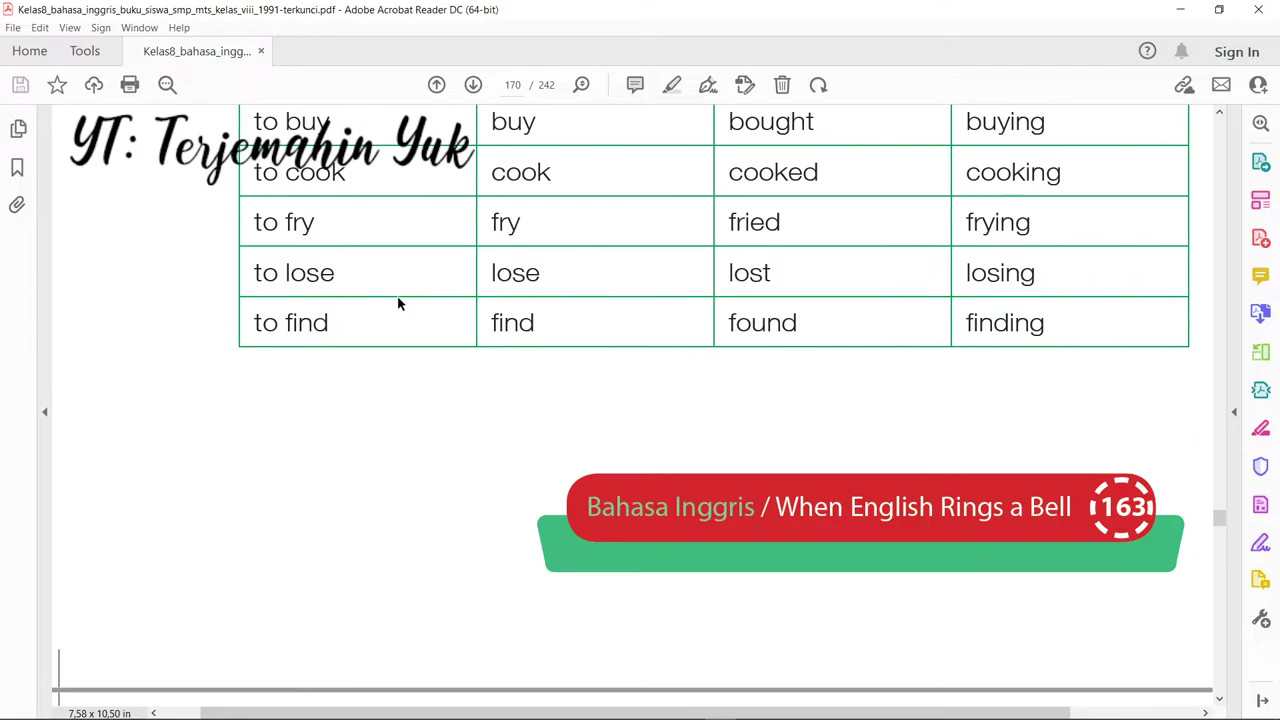 Kelas8_bahasa_inggris_buku_siswa_smp_mts_kelas_viii_1991-terkunci.pdf - Adobe Acrobat Reader DC (64-bit)
File Edit View Sign Window Help
Home Tools Kelas8_bahasa_ingg... × Sign In
170 / 242
YT: Terjemahin Yuk
to buy buy bought buying
to cook cook cooked cooking
to fry fry fried frying
to lose lose lost losing
to find find found finding
Bahasa Inggris / When English Rings a Bell 163
7,58 x 10,50 in